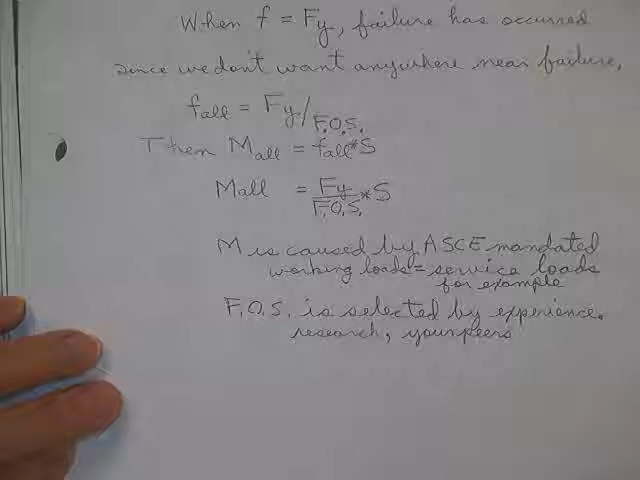 When f = Fy, failure has occurred
since we don't want anywhere near failure,
fall = Fy/F.O.S.
Then Mall = fall*S
Mall = Fy/F.O.S. * S
M is caused by ASCE mandated
working loads = service loads
for example
F.O.S. is selected by experience.
research, your peers